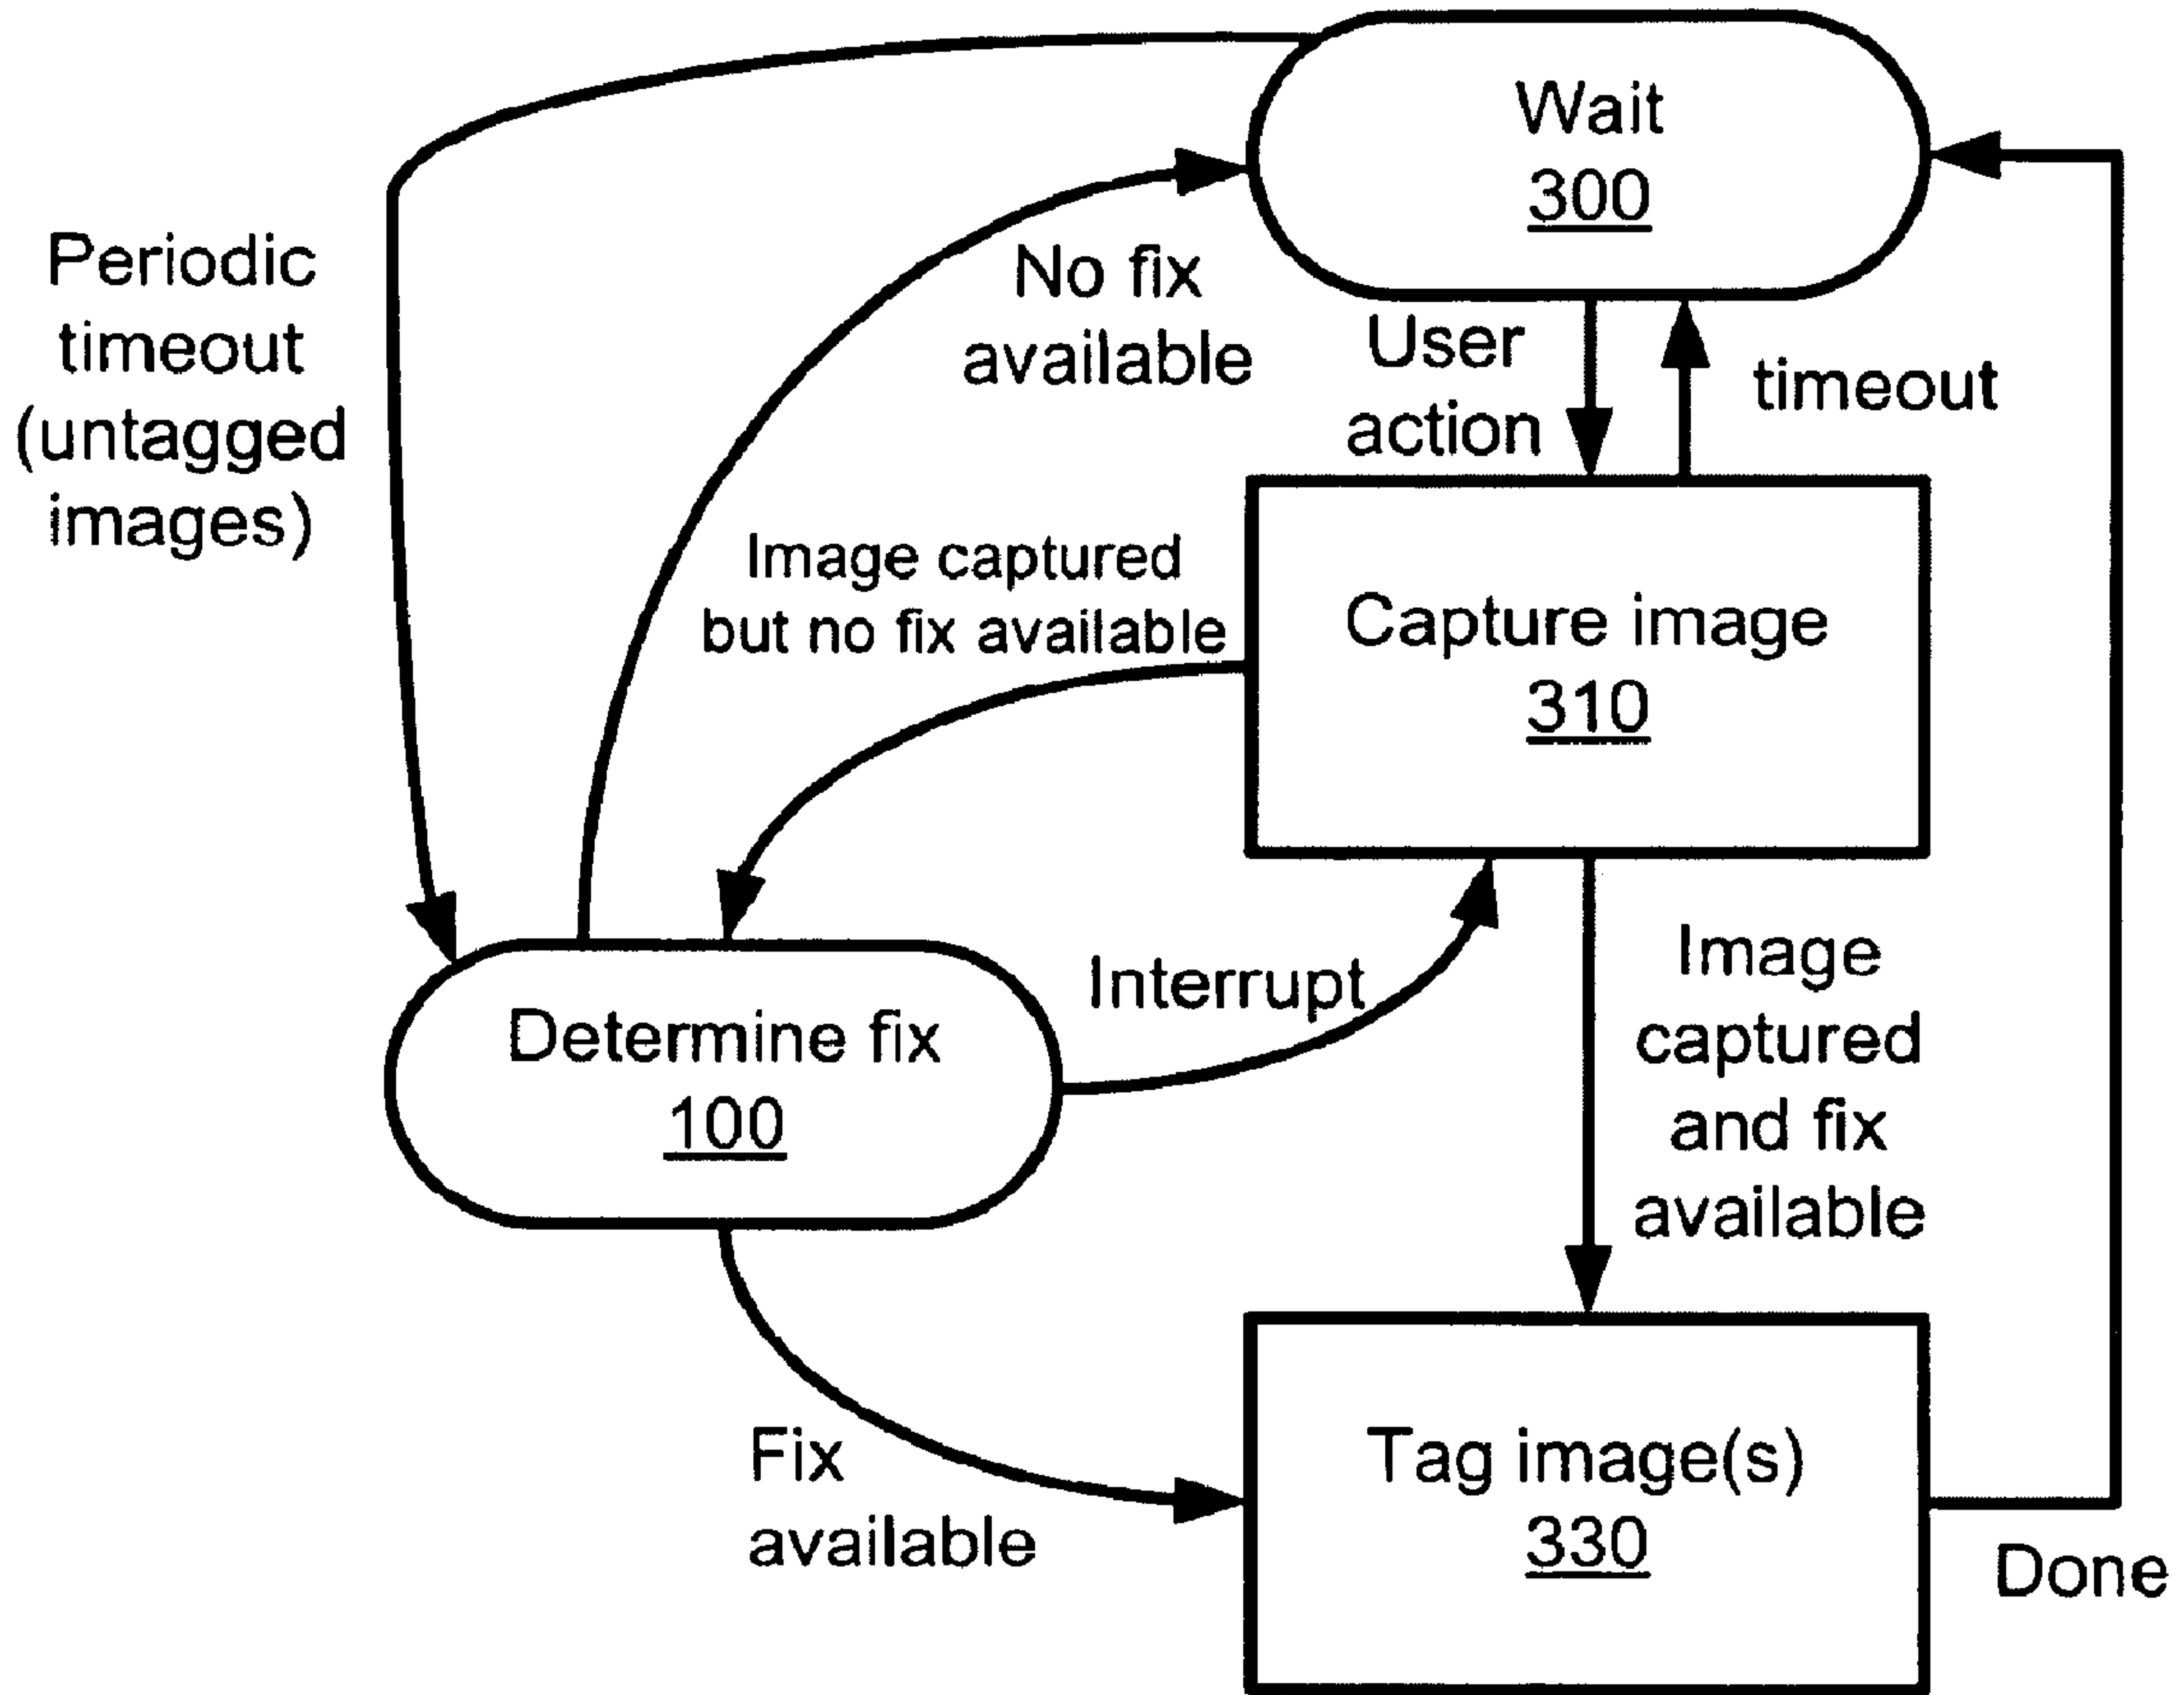 Wait
300
Periodic
timeout
(untagged
images)
No fix
available
User
action
timeout
Image captured
but no fix available
Capture image
310
Interrupt
Determine fix
100
Image
captured
and fix
available
Fix
available
Tag image(s)
330
Done